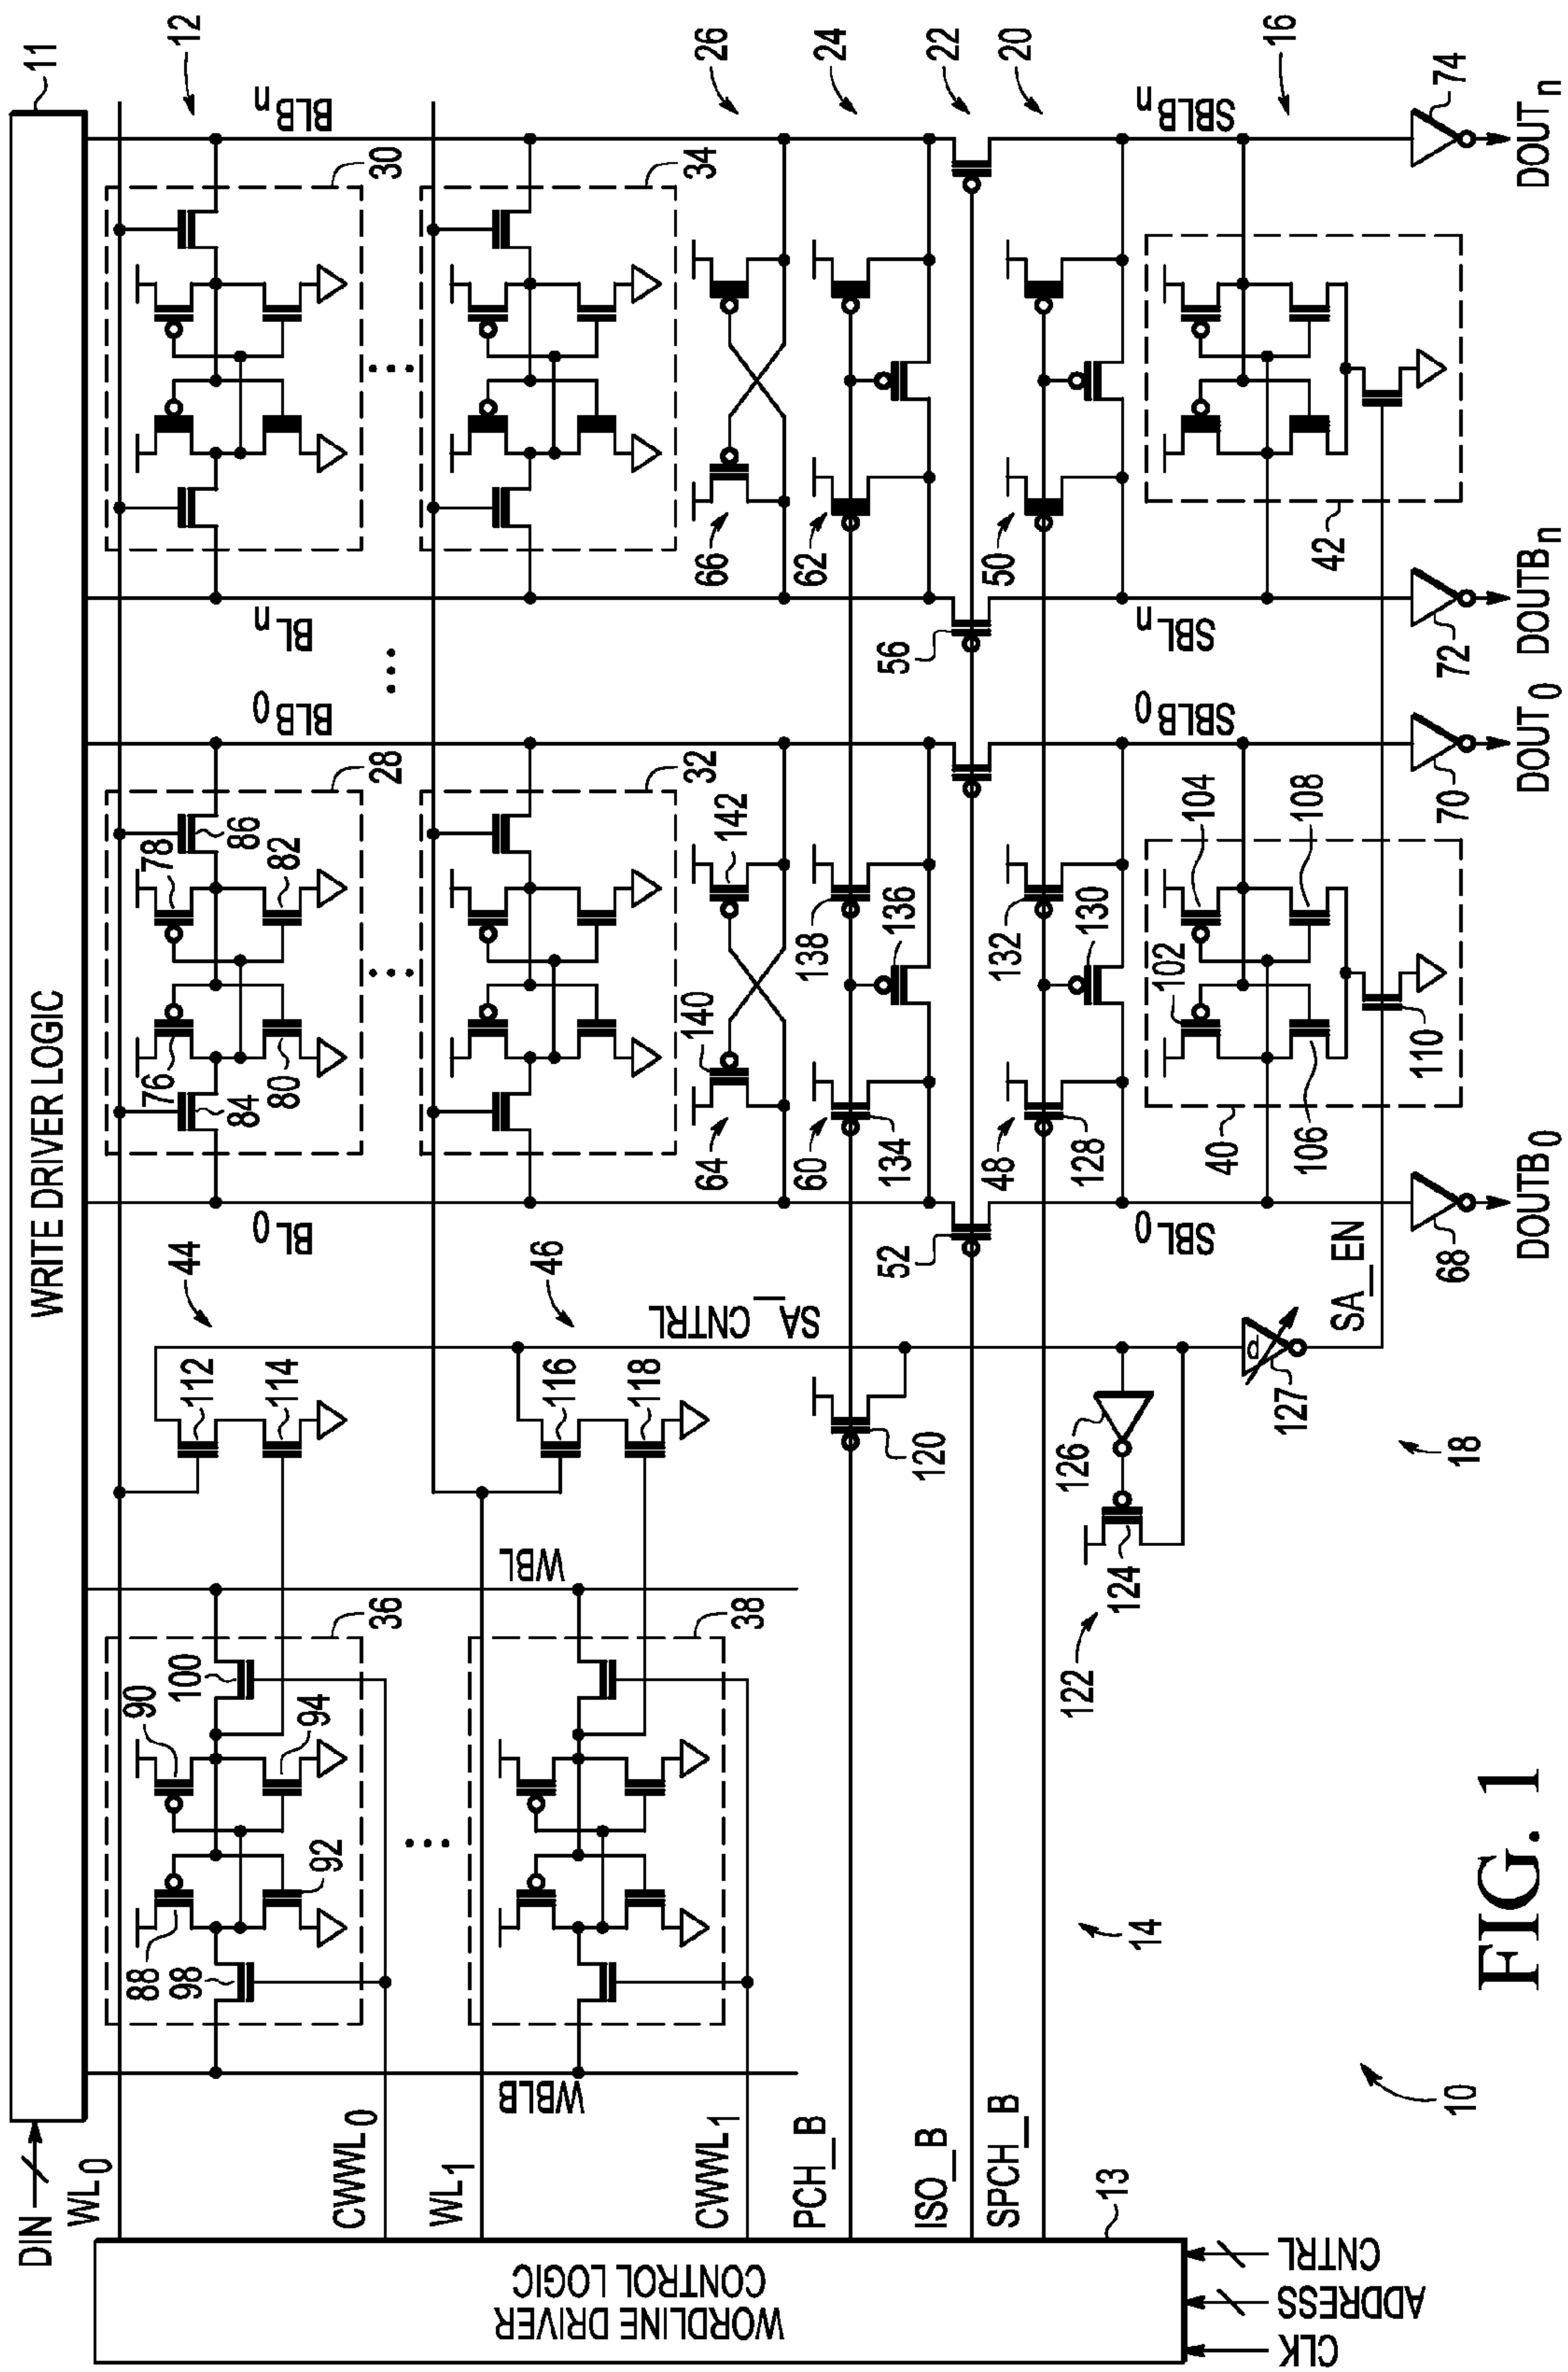 WRITE DRIVER LOGIC
11
DIN
WL0
CWWL0
WL1
CWWL1
PCH_B
ISO_B
SPCH_B
WORDLINE DRIVER
CONTROL LOGIC
13
CLK
ADDRESS
CNTRL
WBLB
WBL
36
88
90
92
94
98
100
38
44
112
114
46
116
118
SA_CNTRL
120
122
124
126
d
127
SA_EN
18
14
10
BL0
BLB0
28
76
78
80
82
84
86
32
64
140
142
60
134
136
138
52
48
128
130
132
SBL0
SBLB0
40
102
104
106
108
110
68
70
DOUTB0
DOUT0
BLn
BLBn
12
30
34
66
26
62
24
56
22
50
20
SBLn
SBLBn
42
16
72
74
DOUTBn
DOUTn
FIG. 1